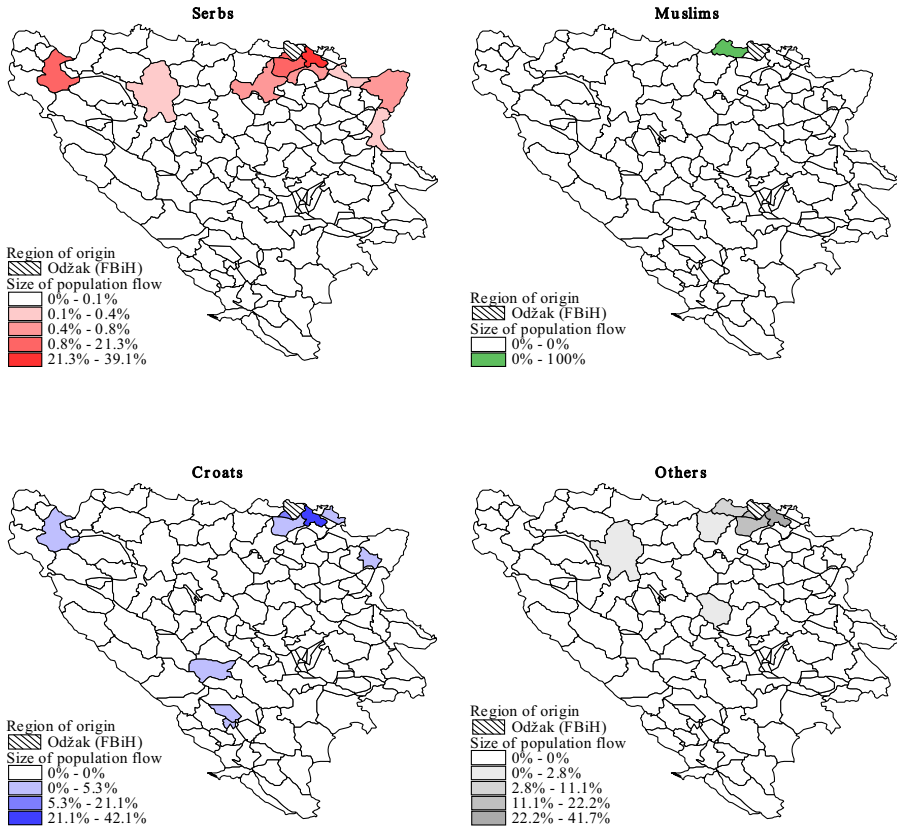 Serbs
Region of origin
Odžak (FBiH)
Size of population flow
0% - 0.1%
0.1% - 0.4%
0.4% - 0.8%
0.8% - 21.3%
21.3% - 39.1%
Muslims
Region of origin
Odžak (FBiH)
Size of population flow
0% - 0%
0% - 100%
Croats
Region of origin
Odžak (FBiH)
Size of population flow
0% - 0%
0% - 5.3%
5.3% - 21.1%
21.1% - 42.1%
Others
Region of origin
Odžak (FBiH)
Size of population flow
0% - 0%
0% - 2.8%
2.8% - 11.1%
11.1% - 22.2%
22.2% - 41.7%